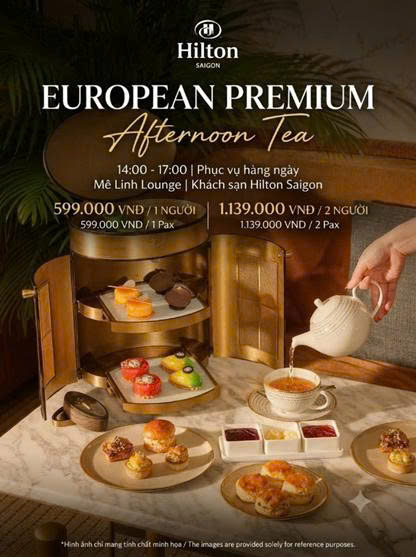 Hilton
SAIGON
EUROPEAN PREMIUM
Afternoon Tea
14:00 - 17:00 | Phục vụ hàng ngày
Mê Linh Lounge | Khách sạn Hilton Saigon
599.000 VNĐ / 1 NGƯỜI | 1.139.000 VNĐ / 2 NGƯỜI
599.000 VND / 1 Pax 1.139.000 VND / 2 Pax
*Hình ảnh chỉ mang tính chất minh họa / The images are provided solely for reference purposes.